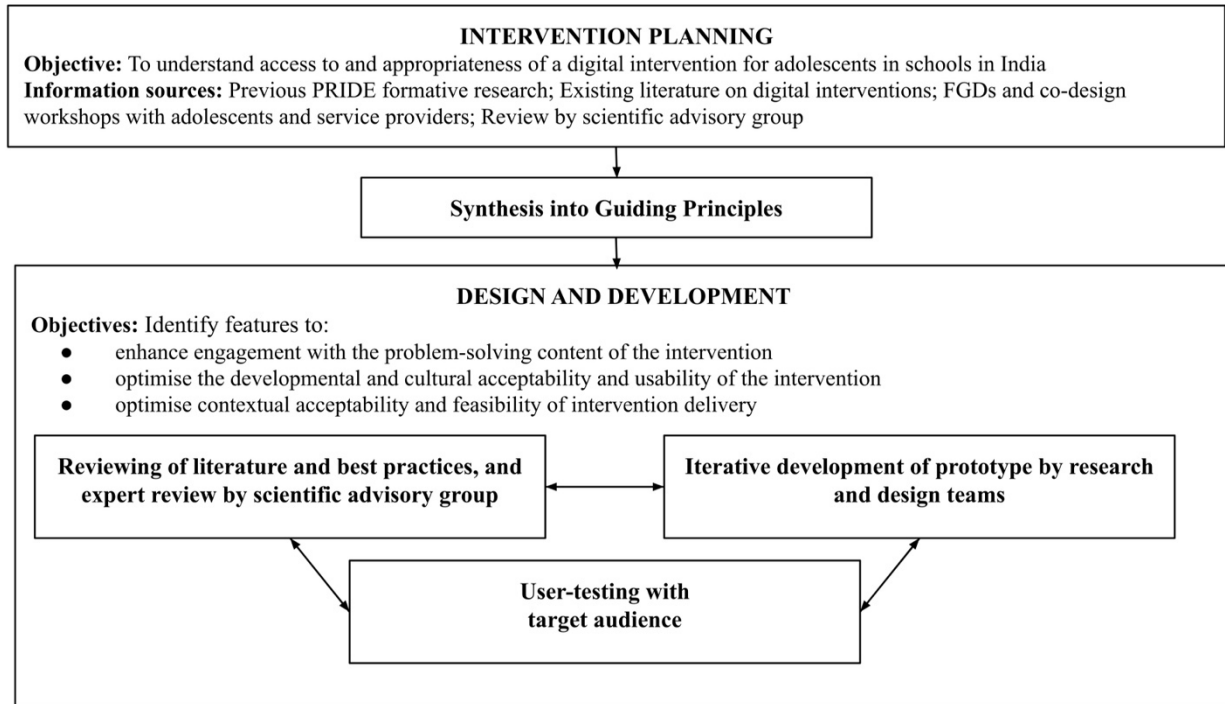 INTERVENTION PLANNING
Objective: To understand access to and appropriateness of a digital intervention for adolescents in schools in India
Information sources: Previous PRIDE formative research; Existing literature on digital interventions; FGDs and co-design
workshops with adolescents and service providers; Review by scientific advisory group
Synthesis into Guiding Principles
DESIGN AND DEVELOPMENT
Objectives: Identify features to:
● enhance engagement with the problem-solving content of the intervention
● optimise the developmental and cultural acceptability and usability of the intervention
● optimise contextual acceptability and feasibility of intervention delivery
Reviewing of literature and best practices, and
expert review by scientific advisory group
Iterative development of prototype by research
and design teams
User-testing with
target audience